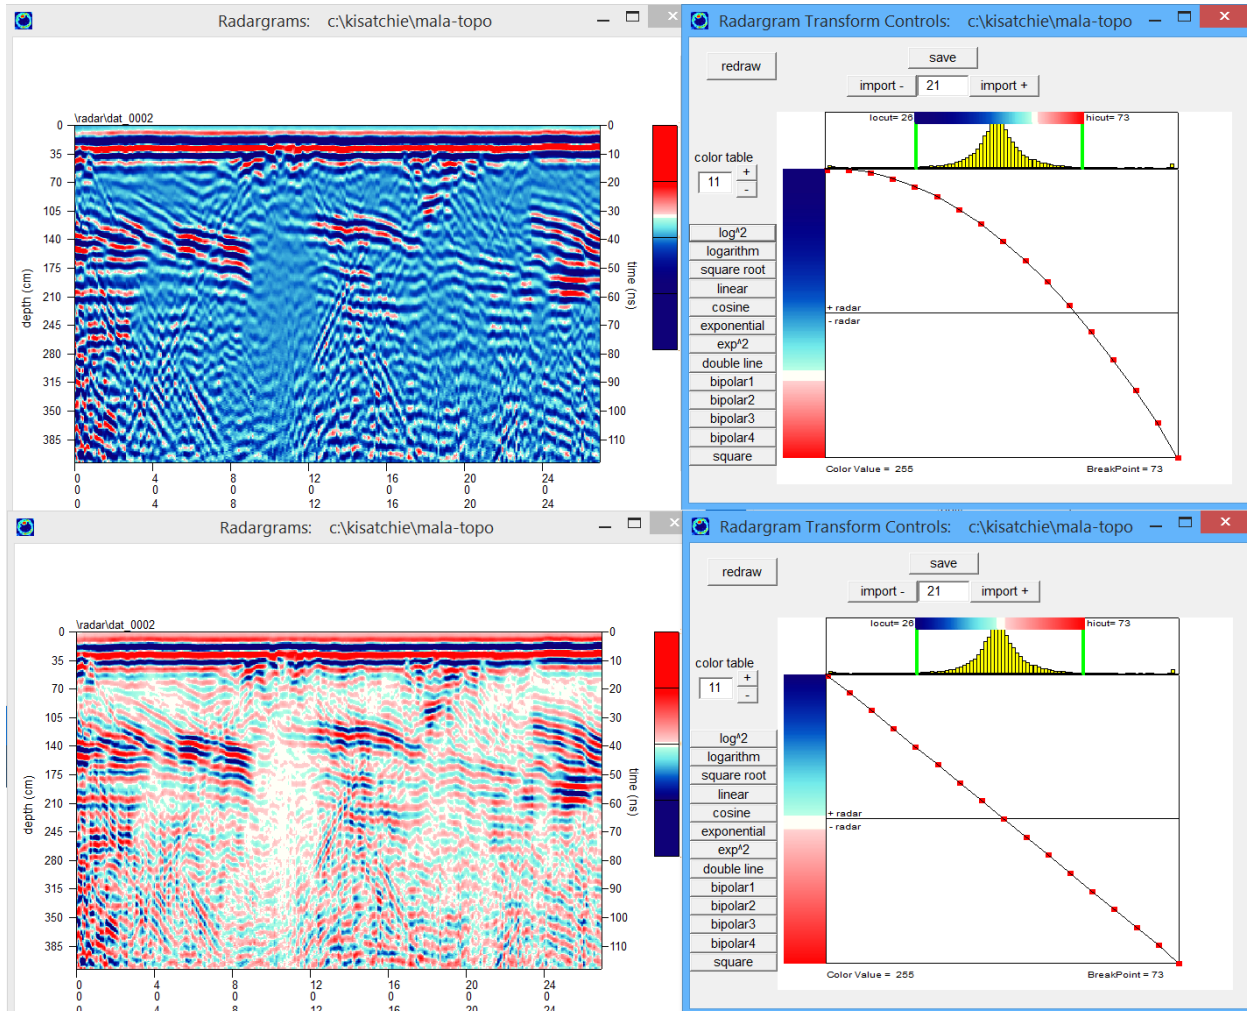 Radargrams: c:\kisatchie\mala-topo
\radar\dat_0002
0
35
70
105
140
175
210
245
280
315
350
385
depth (cm)
0
10
20
30
40
50
60
70
80
90
100
110
time (ns)
0 4 8 12 16 20 24
0 0 0 0 0 0 0
0 4 8 12 16 20 24
Radargram Transform Controls: c:\kisatchie\mala-topo
redraw
save
import - 21 import +
locut= 26 hicut= 73
color table
11 + -
log^2
logarithm
square root
linear
cosine
exponential
exp^2
double line
bipolar1
bipolar2
bipolar3
bipolar4
square
+ radar
- radar
Color Value = 255 BreakPoint = 73
Radargrams: c:\kisatchie\mala-topo
\radar\dat_0002
0
35
70
105
140
175
210
245
280
315
350
385
depth (cm)
0
10
20
30
40
50
60
70
80
90
100
110
time (ns)
0 4 8 12 16 20 24
0 0 0 0 0 0 0
0 4 8 12 16 20 24
Radargram Transform Controls: c:\kisatchie\mala-topo
redraw
save
import - 21 import +
locut= 26 hicut= 73
color table
11 + -
log^2
logarithm
square root
linear
cosine
exponential
exp^2
double line
bipolar1
bipolar2
bipolar3
bipolar4
square
+ radar
- radar
Color Value = 255 BreakPoint = 73